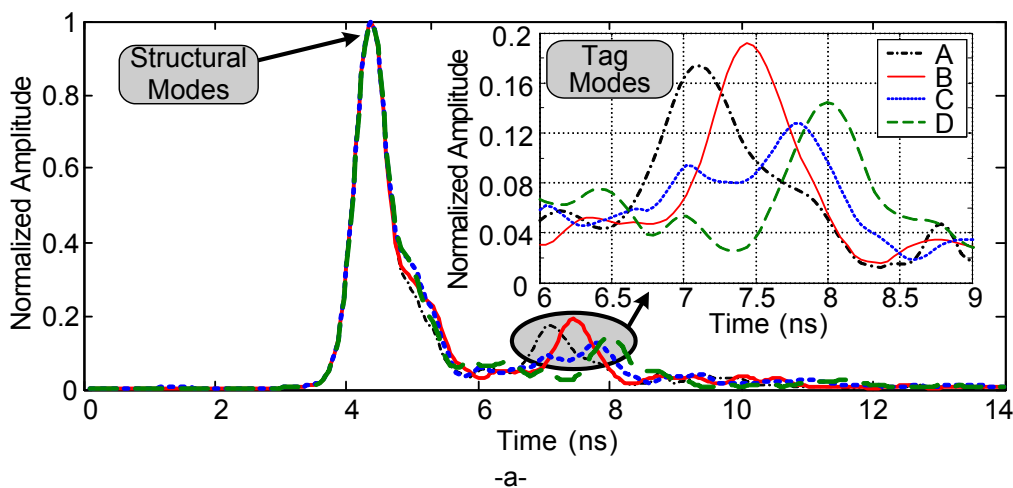 Normalized Amplitude
1
0.8
0.6
0.4
0.2
0
0 2 4 6 8 10 12 14
Time (ns)
Structural
Modes
Normalized Amplitude
0.2
0.16
0.12
0.08
0.04
0
6 6.5 7 7.5 8 8.5 9
Time (ns)
Tag
Modes
A
B
C
D
-a-